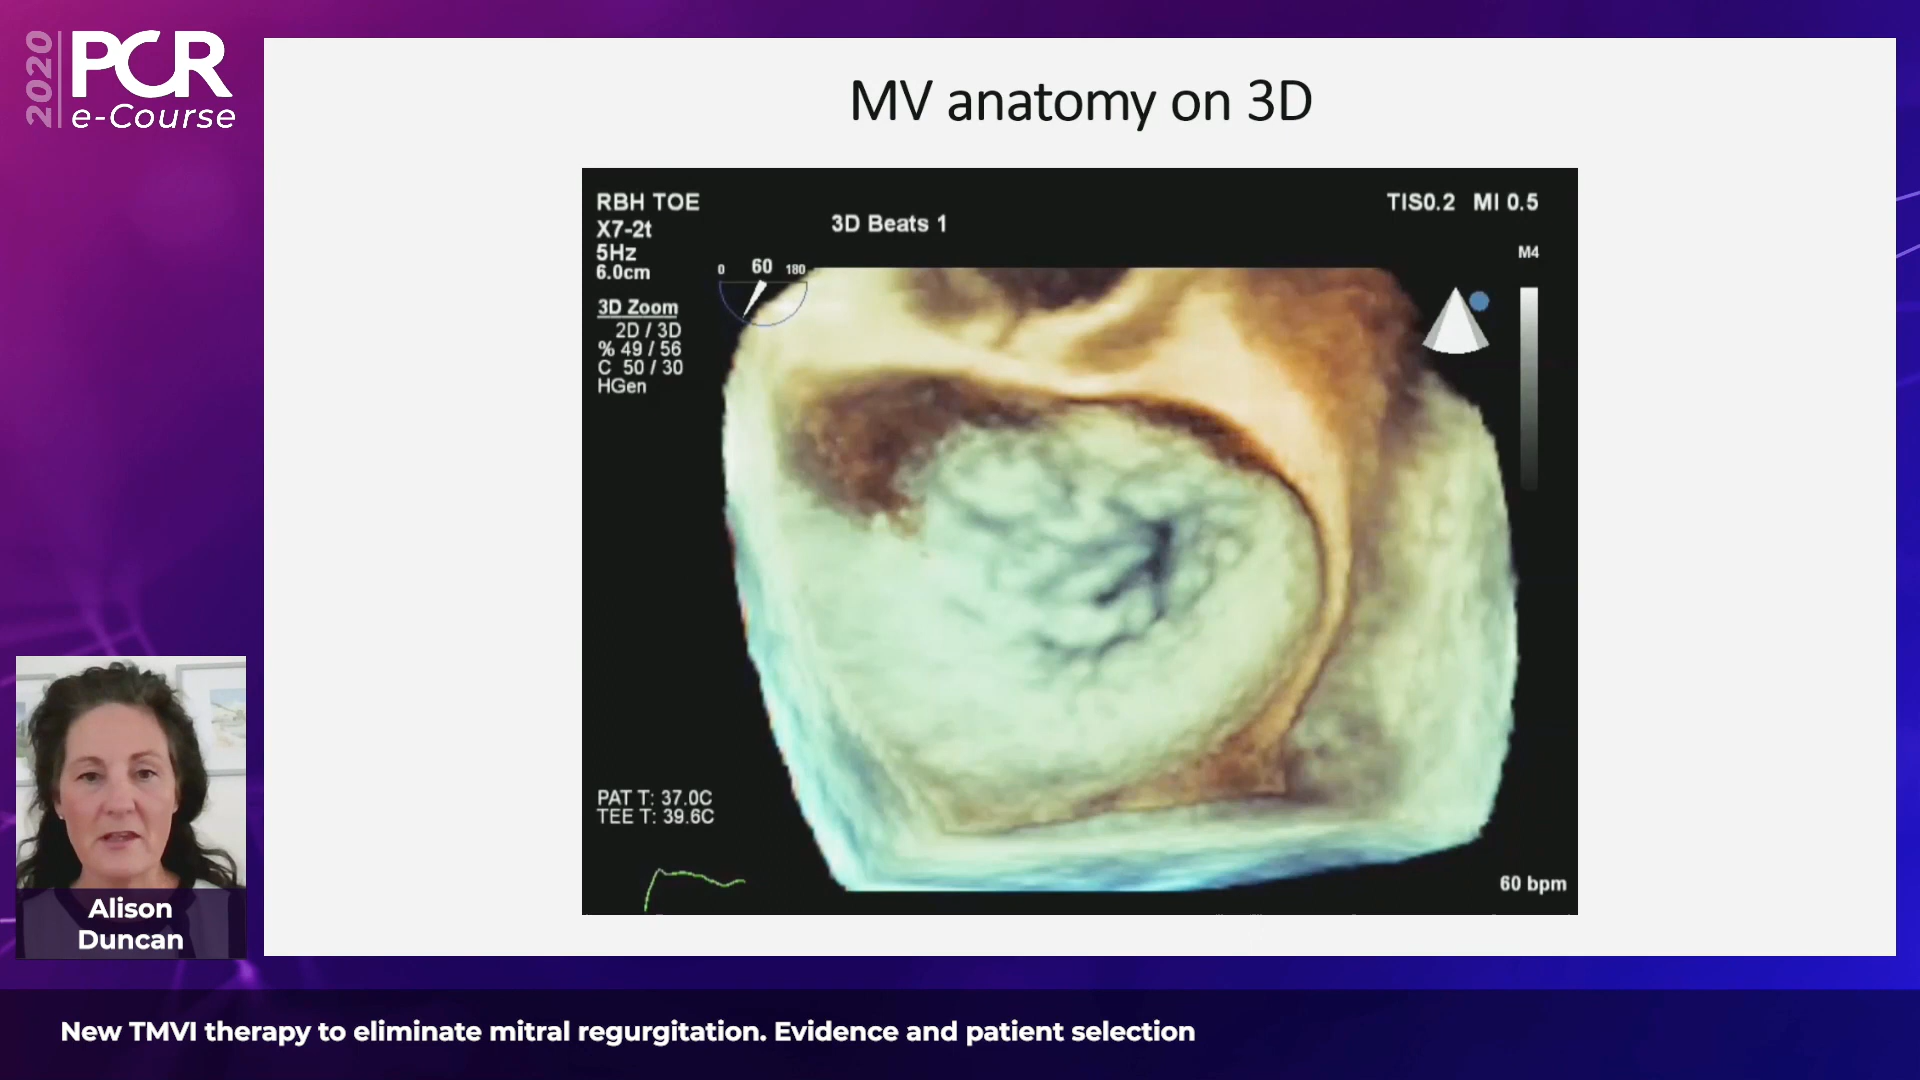 2020
PCR
e-Course
MV anatomy on 3D
RBH TOE
X7-2t
5Hz
6.0cm
3D Beats 1
TIS0.2 MI 0.5
M4
0 60 180
3D Zoom
2D / 3D
% 49 / 56
C 50 / 30
HGen
PAT T: 37.0C
TEE T: 39.6C
60 bpm
Alison
Duncan
New TMVI therapy to eliminate mitral regurgitation. Evidence and patient selection